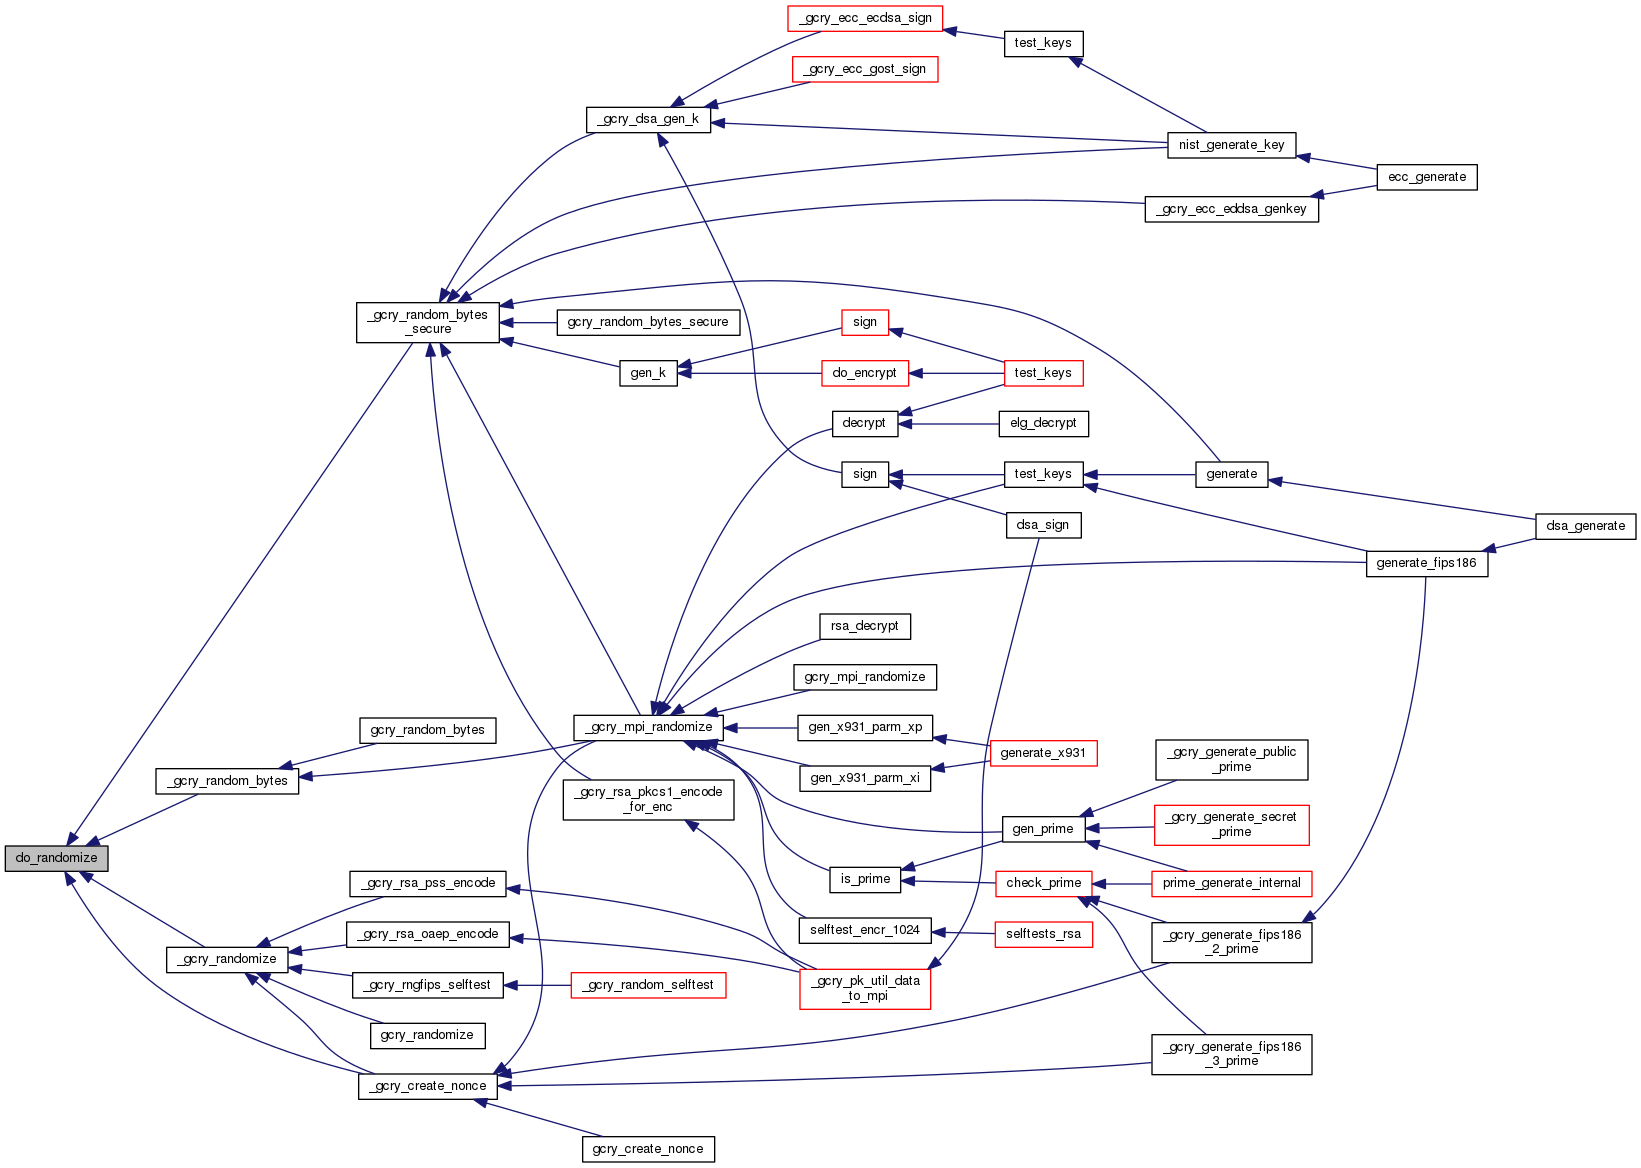 _gcry_ecc_ecdsa_sign
test_keys
_gcry_ecc_gost_sign
_gcry_dsa_gen_k
nist_generate_key
ecc_generate
_gcry_ecc_eddsa_genkey
_gcry_random_bytes
_secure
gcry_random_bytes_secure
sign
gen_k
do_encrypt
test_keys
decrypt
elg_decrypt
sign
test_keys
generate
dsa_sign
dsa_generate
generate_fips186
rsa_decrypt
gcry_mpi_randomize
gcry_random_bytes
_gcry_mpi_randomize
gen_x931_parm_xp
generate_x931
_gcry_generate_public
_prime
_gcry_random_bytes
gen_x931_parm_xi
_gcry_rsa_pkcs1_encode
_for_enc
gen_prime
_gcry_generate_secret
_prime
do_randomize
_gcry_rsa_pss_encode
is_prime
check_prime
prime_generate_internal
_gcry_rsa_oaep_encode
selftest_encr_1024
selftests_rsa
_gcry_generate_fips186
_2_prime
_gcry_randomize
_gcry_rngfips_selftest
_gcry_random_selftest
_gcry_pk_util_data
_to_mpi
gcry_randomize
_gcry_generate_fips186
_3_prime
_gcry_create_nonce
gcry_create_nonce